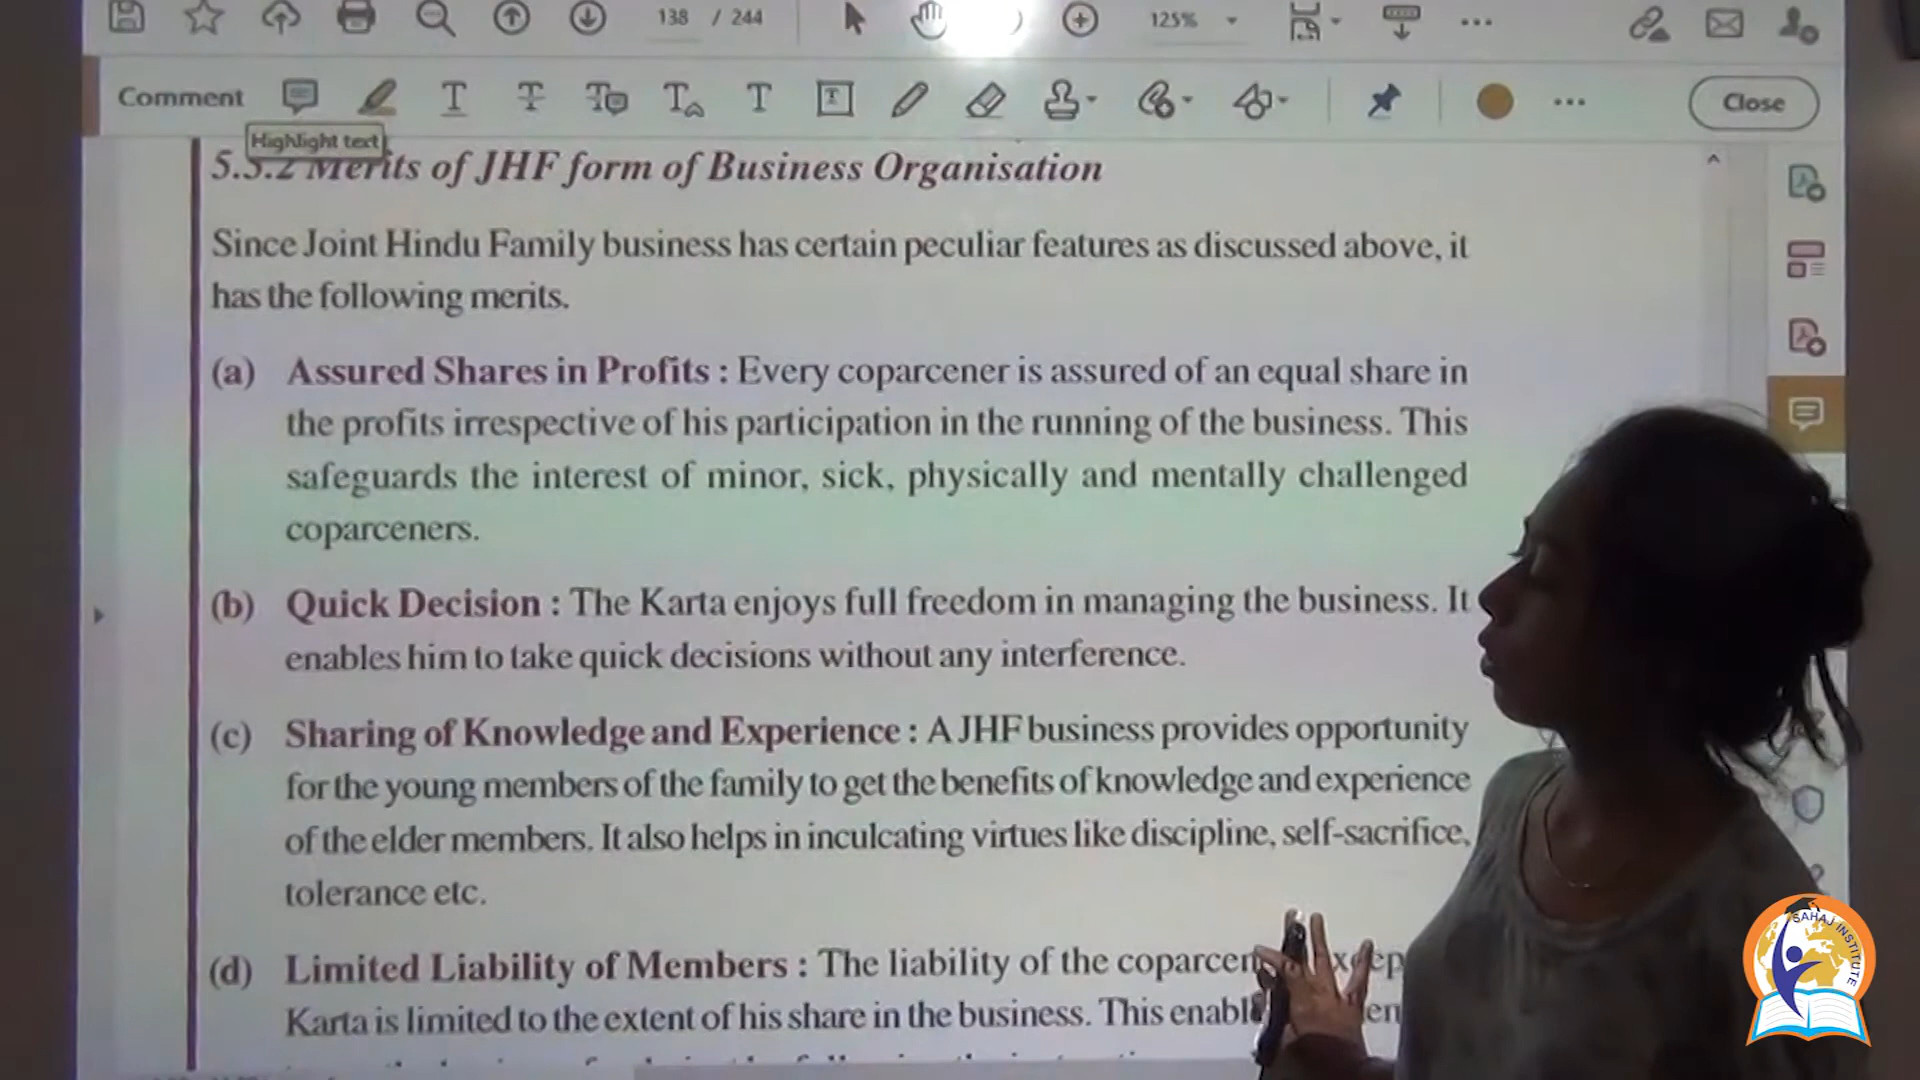 138 / 244
125%
Comment
Close
Highlight text
5.5.2 Merits of JHF form of Business Organisation
Since Joint Hindu Family business has certain peculiar features as discussed above, it
has the following merits.
(a) Assured Shares in Profits : Every coparcener is assured of an equal share in
the profits irrespective of his participation in the running of the business. This
safeguards the interest of minor, sick, physically and mentally challenged
coparceners.
(b) Quick Decision : The Karta enjoys full freedom in managing the business. It
enables him to take quick decisions without any interference.
(c) Sharing of Knowledge and Experience : A JHF business provides opportunity
for the young members of the family to get the benefits of knowledge and experience
of the elder members. It also helps in inculcating virtues like discipline, self-sacrifice,
tolerance etc.
(d) Limited Liability of Members : The liability of the
Karta is limited to the extent of his share in the business. This
SAHAJ INSTITUTE